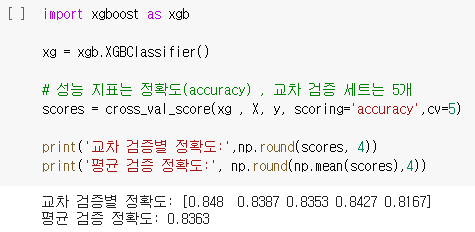 [ ] import xgboost as xgb
xg = xgb.XGBClassifier()
# 성능 지표는 정확도(accuracy) , 교차 검증 세트는 5개
scores = cross_val_score(xg , X, y, scoring='accuracy',cv=5)
print('교차 검증별 정확도:',np.round(scores, 4))
print('평균 검증 정확도:', np.round(np.mean(scores),4))
교차 검증별 정확도: [0.848  0.8387 0.8353 0.8427 0.8167]
평균 검증 정확도: 0.8363